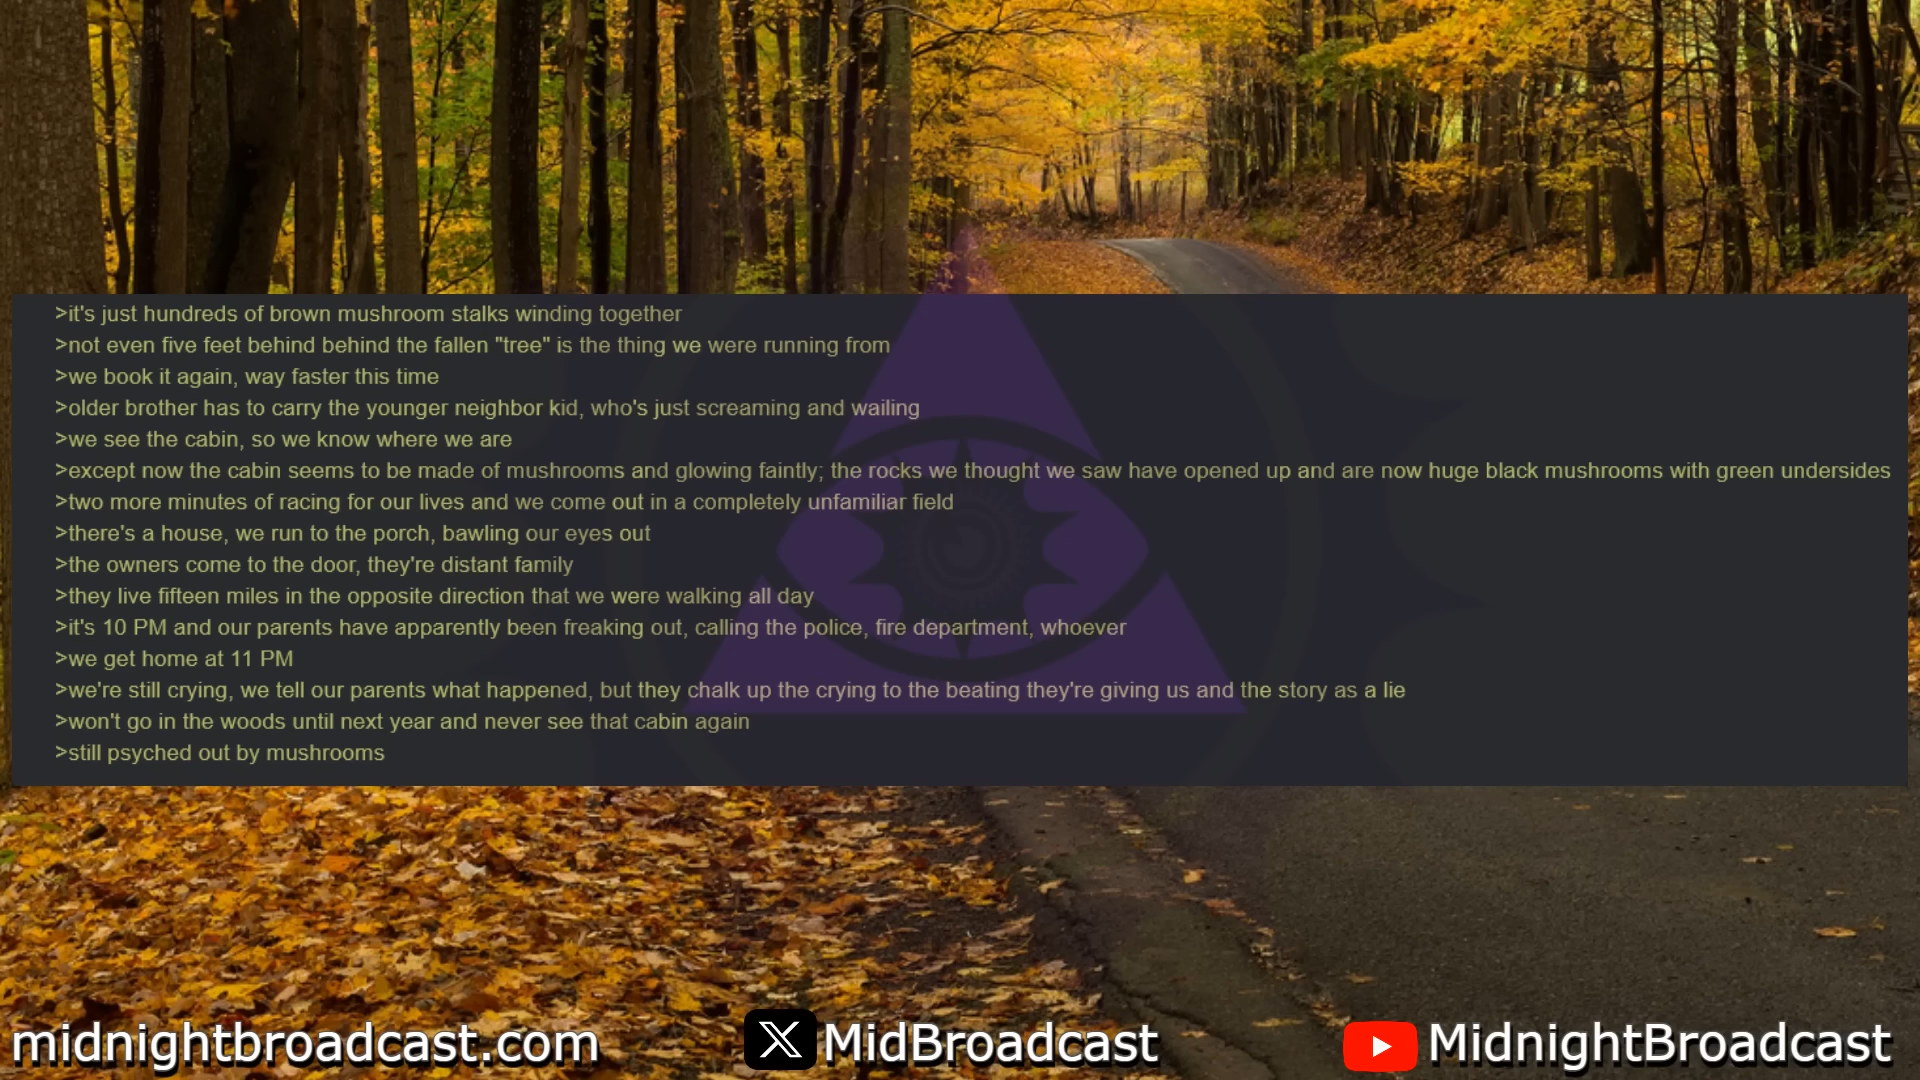 >it's just hundreds of brown mushroom stalks winding together
>not even five feet behind behind the fallen "tree" is the thing we were running from
>we book it again, way faster this time
>older brother has to carry the younger neighbor kid, who's just screaming and wailing
>we see the cabin, so we know where we are
>except now the cabin seems to be made of mushrooms and glowing faintly; the rocks we thought we saw have opened up and are now huge black mushrooms with green undersides
>two more minutes of racing for our lives and we come out in a completely unfamiliar field
>there's a house, we run to the porch, bawling our eyes out
>the owners come to the door, they're distant family
>they live fifteen miles in the opposite direction that we were walking all day
>it's 10 PM and our parents have apparently been freaking out, calling the police, fire department, whoever
>we get home at 11 PM
>we're still crying, we tell our parents what happened, but they chalk up the crying to the beating they're giving us and the story as a lie
>won't go in the woods until next year and never see that cabin again
>still psyched out by mushrooms
midnightbroadcast.com
MidBroadcast
MidnightBroadcast